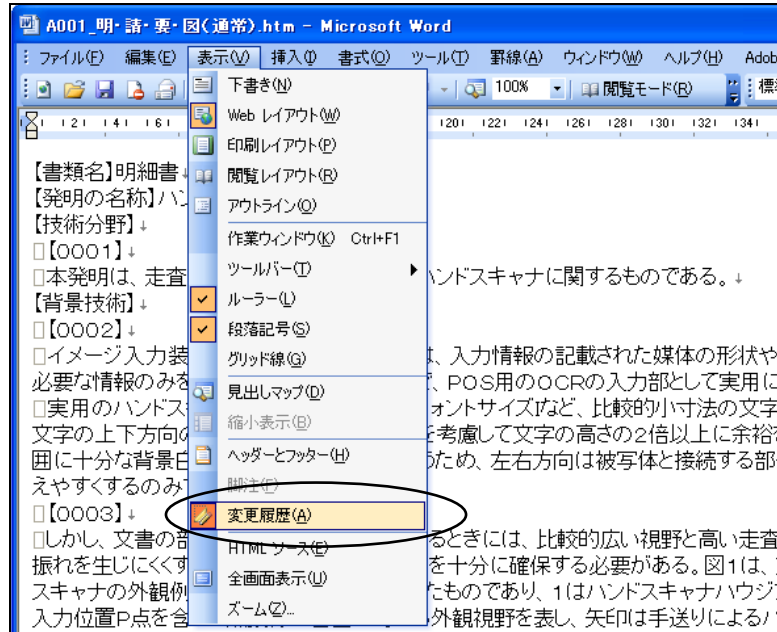 A001_明・請・要・図(通常).htm - Microsoft Word
ファイル(F) 編集(E) 表示(V) 挿入(I) 書式(O) ツール(T) 罫線(A) ウィンドウ(W) ヘルプ(H) Adob
100% 閲覧モード(R) 標
下書き(N)
Web レイアウト(W)
印刷レイアウト(P)
閲覧レイアウト(R)
アウトライン(O)
作業ウィンドウ(K) Ctrl+F1
ツールバー(T)
ルーラー(L)
段落記号(S)
グリッド線(G)
見出しマップ(D)
縮小表示(B)
ヘッダーとフッター(H)
脚注(F)
変更履歴(A)
HTML ソース(E)
全画面表示(U)
ズーム(Z)...
|2| |4| |6| |20| |22| |24| |26| |28| |30| |32| |34|
【書類名】明細書↓
【発明の名称】ハン
【技術分野】↓
□【0001】↓
□本発明は、走査 ハンドスキャナに関するものである。↓
【背景技術】↓
□【0002】↓
□イメージ入力装 は、入力情報の記載された媒体の形状や
必要な情報のみを で、POS用のOCRの入力部として実用に
□実用のハンドス ォントサイズIなど、比較的小寸法の文字
文字の上下方向の を考慮して文字の高さの2倍以上に余裕
囲に十分な背景白 うため、左右方向は被写体と接続する部
えやすくするのみ
□【0003】↓
□しかし、文書の部 るときには、比較的広い視野と高い走査
振れを生じにくくす を十分に確保する必要がある。図1は、
スキャナの外観例 たものであり、1はハンドスキャナハウジ
入力位置P点を含 外観視野を表し、矢印は手送りによるハ